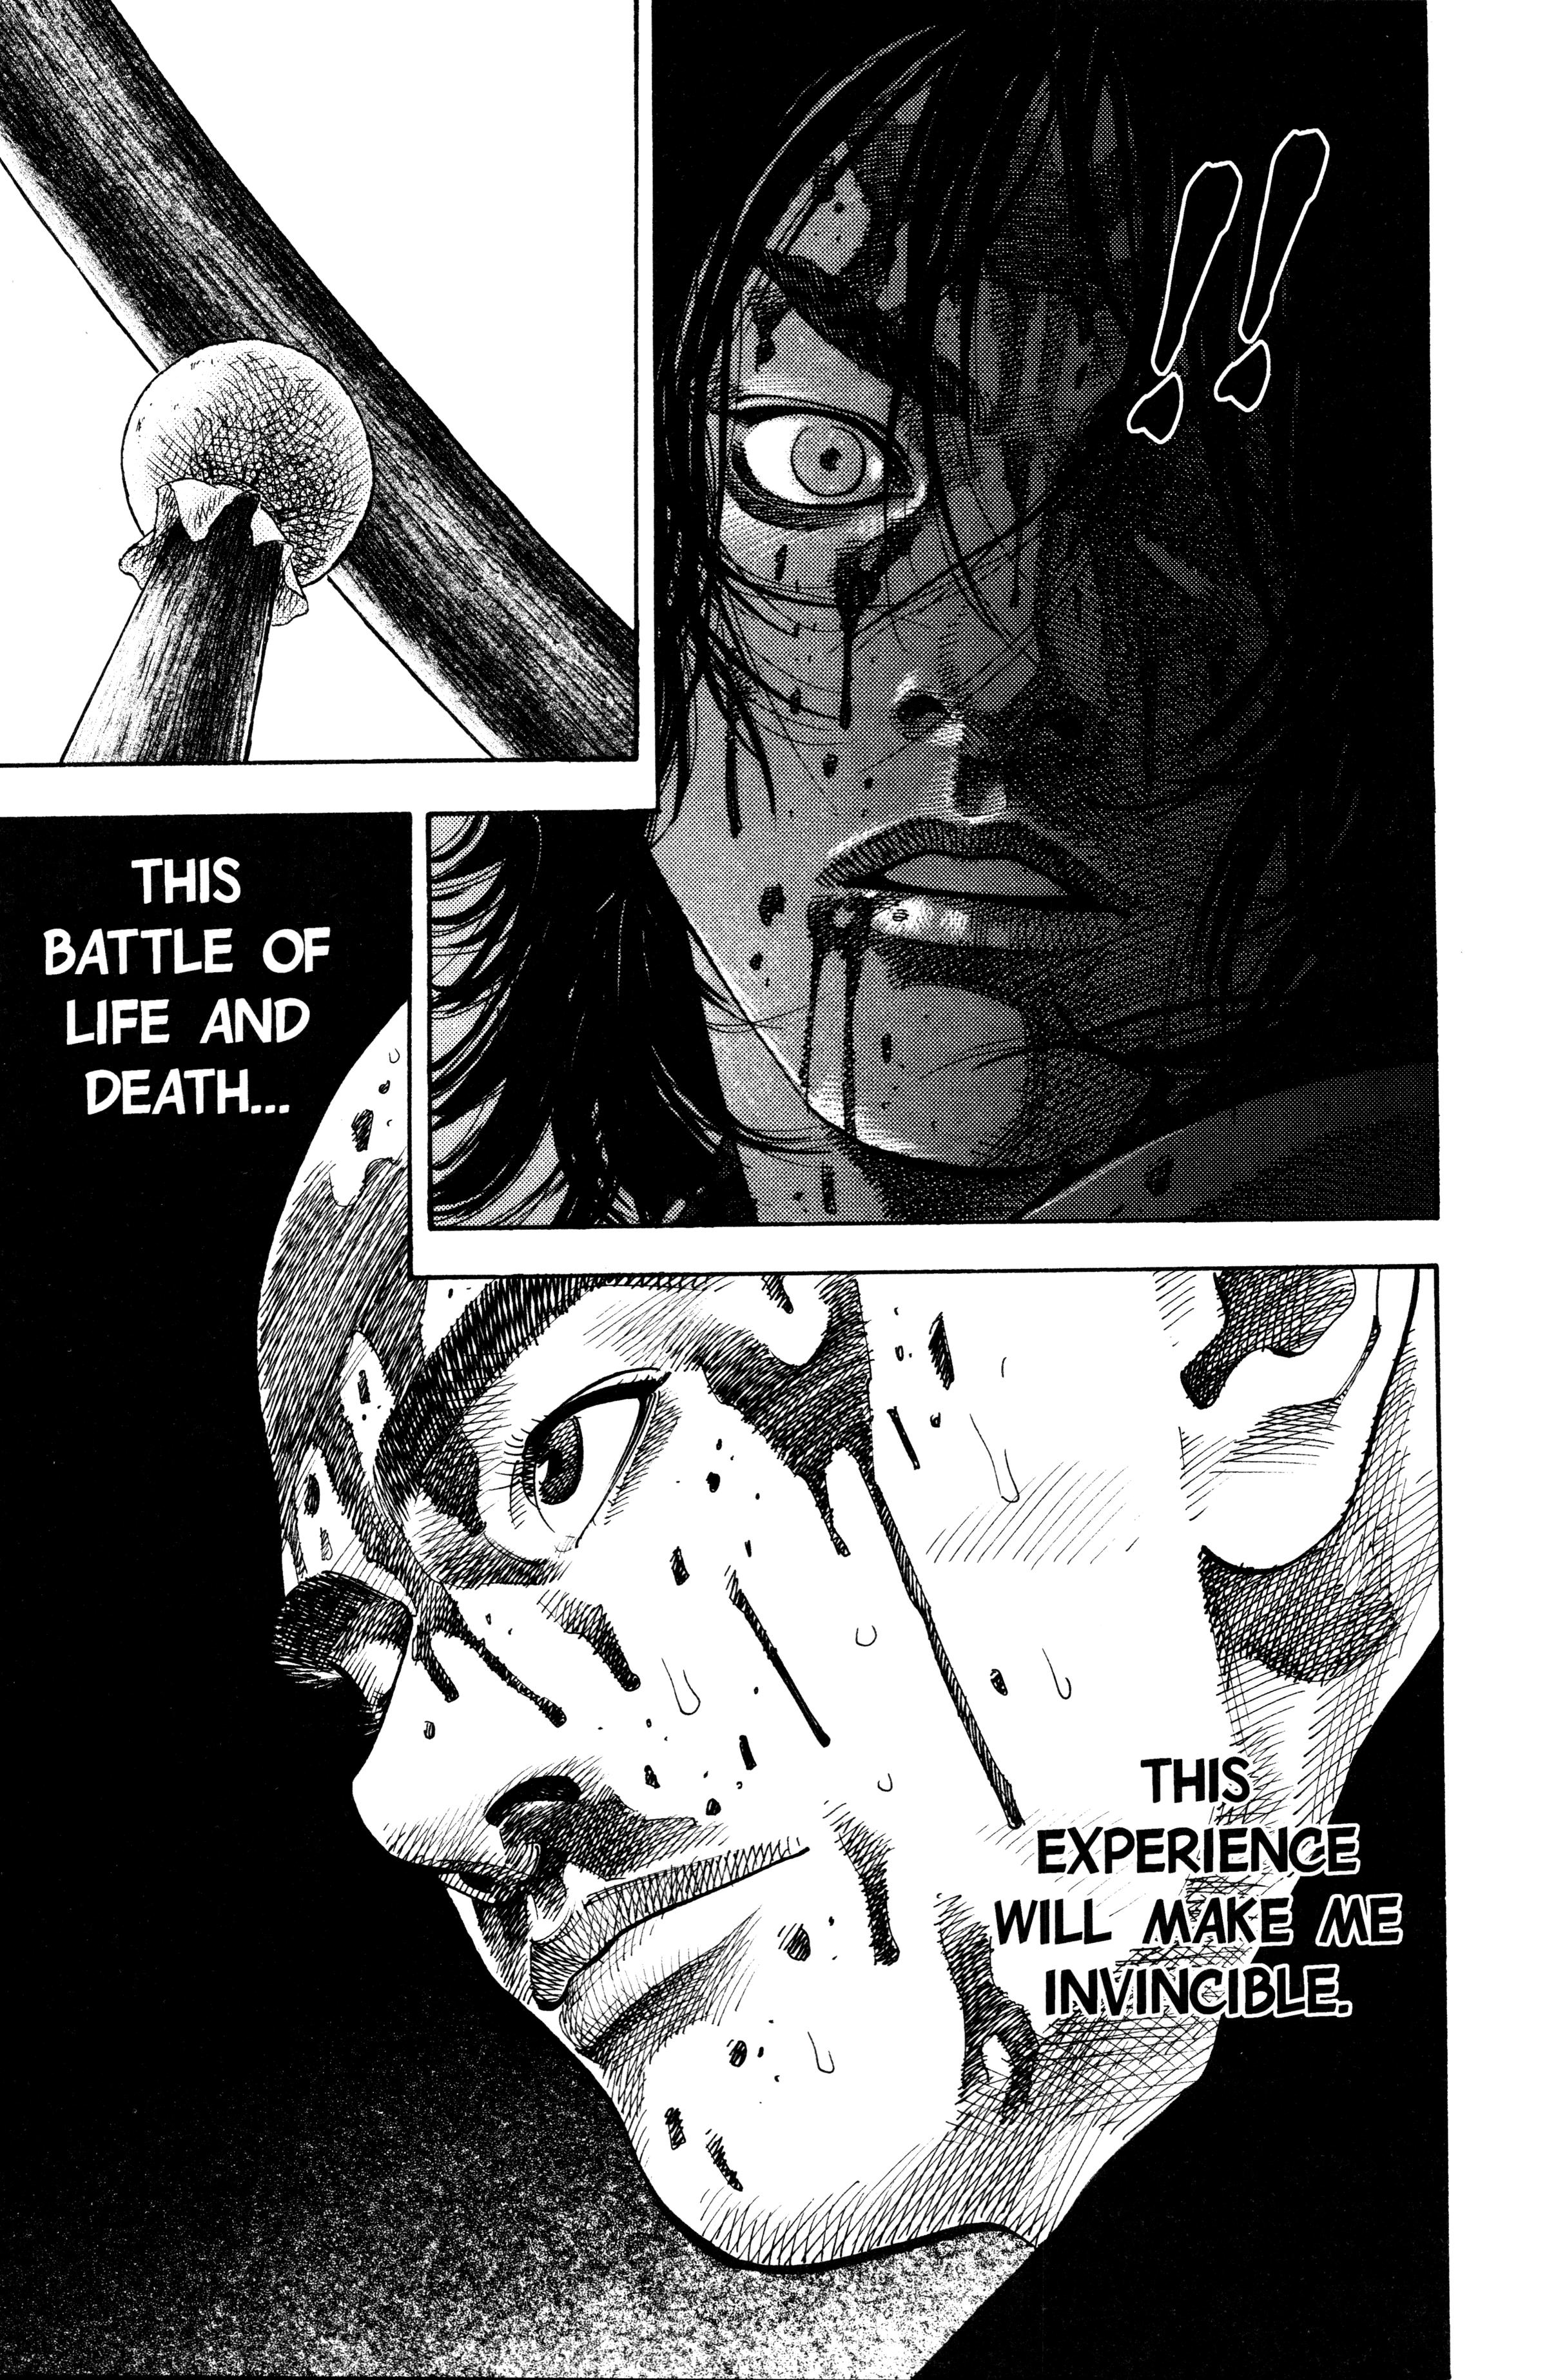 !!
THIS
BATTLE OF
LIFE AND
DEATH...
THIS
EXPERIENCE
WILL MAKE ME
INVINCIBLE.